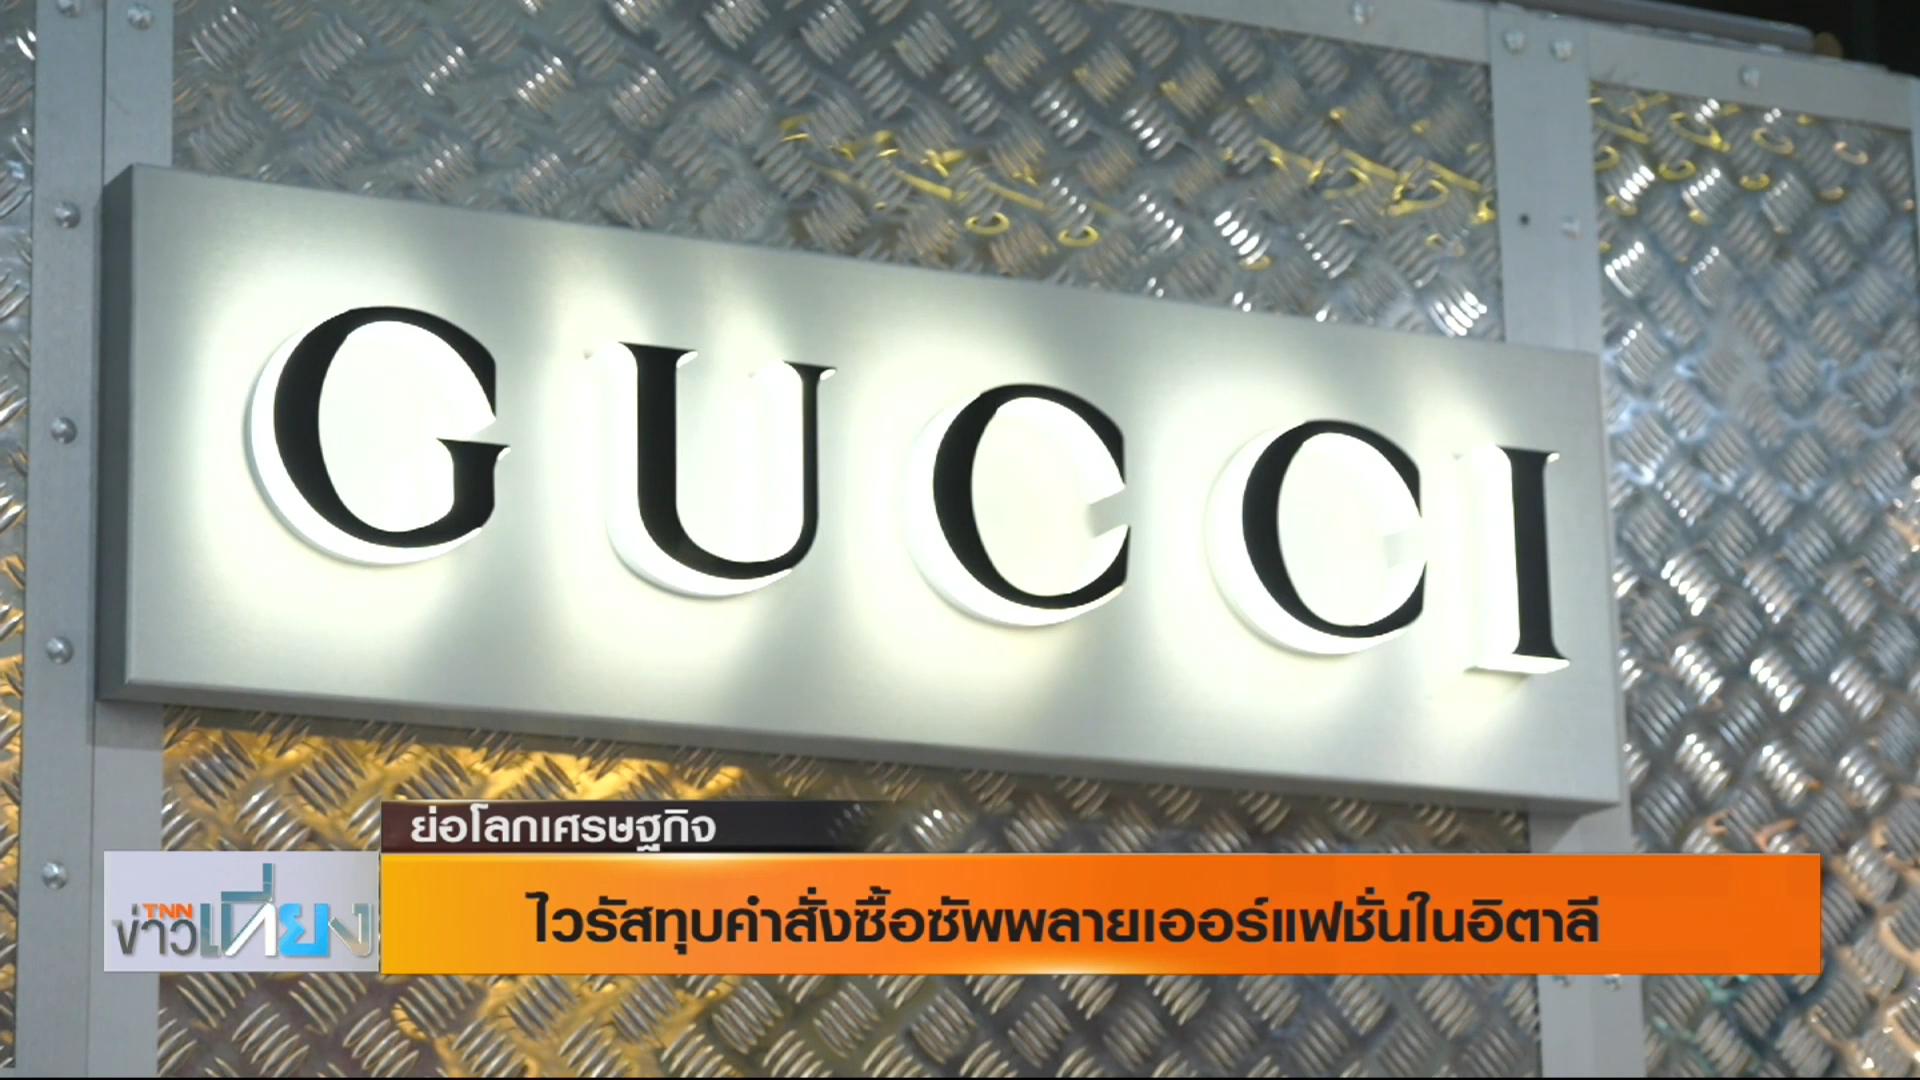 GUCCI
ย่อโลกเศรษฐกิจ
TNN
ข่าวเที่ยง
ไวรัสทุบคำสั่งซื้อซัพพลายเออร์แฟชั่นในอิตาลี